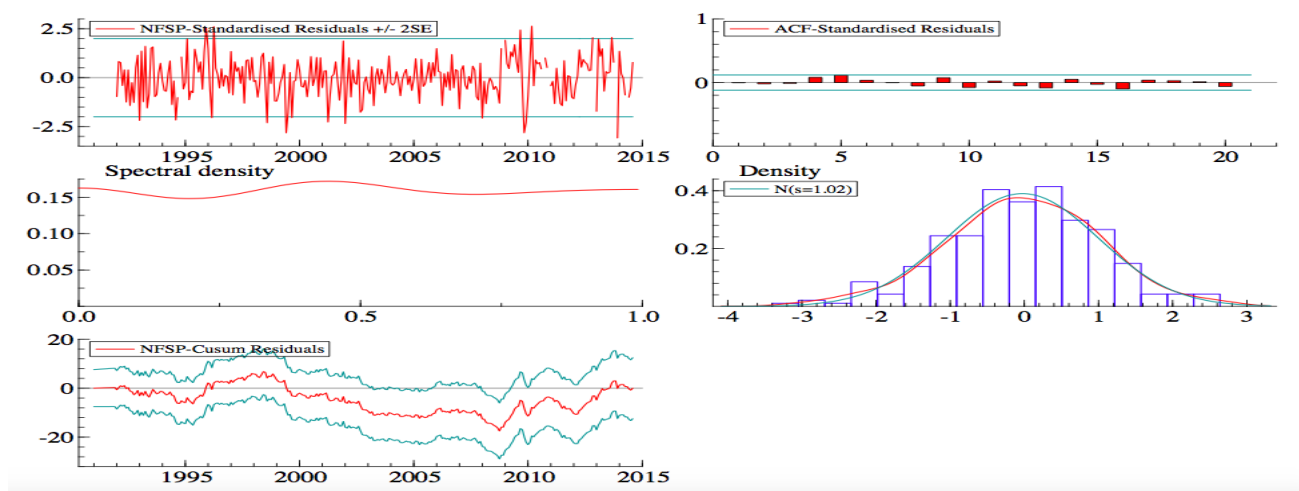 NFSP-Standardised Residuals +/- 2SE
2.5
0.0
-2.5
1995 2000 2005 2010 2015
ACF-Standardised Residuals
1
0
0 5 10 15 20
Spectral density
0.15
0.10
0.05
0.0 0.5 1.0
Density
N(s=1.02)
0.4
0.2
-4 -3 -2 -1 0 1 2 3
NFSP-Cusum Residuals
20
0
-20
1995 2000 2005 2010 2015